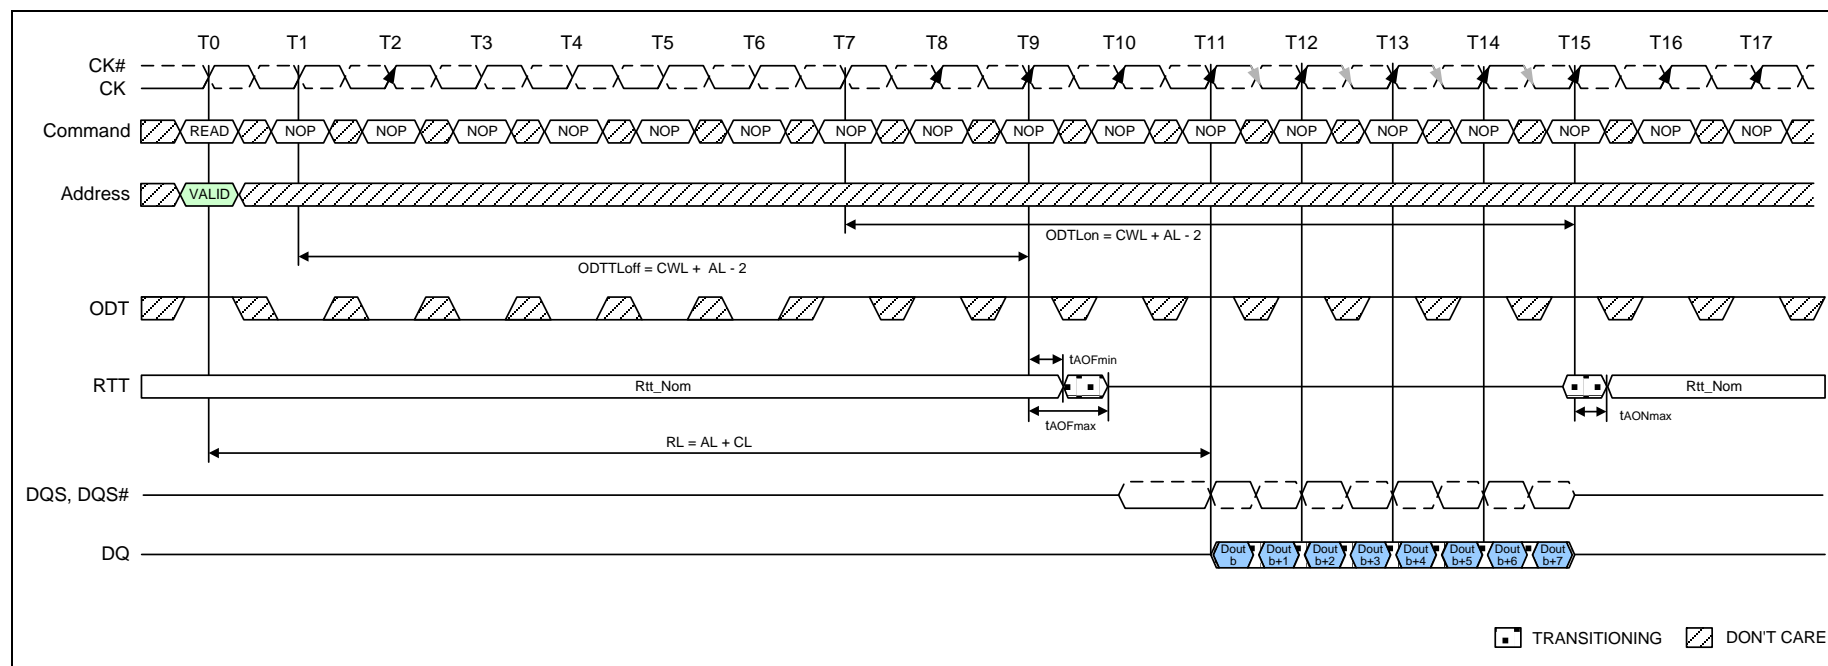 T0 T1 T2 T3 T4 T5 T6 T7 T8 T9 T10 T11 T12 T13 T14 T15 T16 T17
CK#
CK
Command READ NOP NOP NOP NOP NOP NOP NOP NOP NOP NOP NOP NOP NOP NOP NOP NOP NOP
Address VALID
ODTLon = CWL + AL - 2
ODTTLoff = CWL + AL - 2
ODT
tAOFmin
RTT Rtt_Nom Rtt_Nom
tAOFmax tAONmax
RL = AL + CL
DQS, DQS#
DQ Dout b Dout b+1 Dout b+2 Dout b+3 Dout b+4 Dout b+5 Dout b+6 Dout b+7
TRANSITIONING DON'T CARE